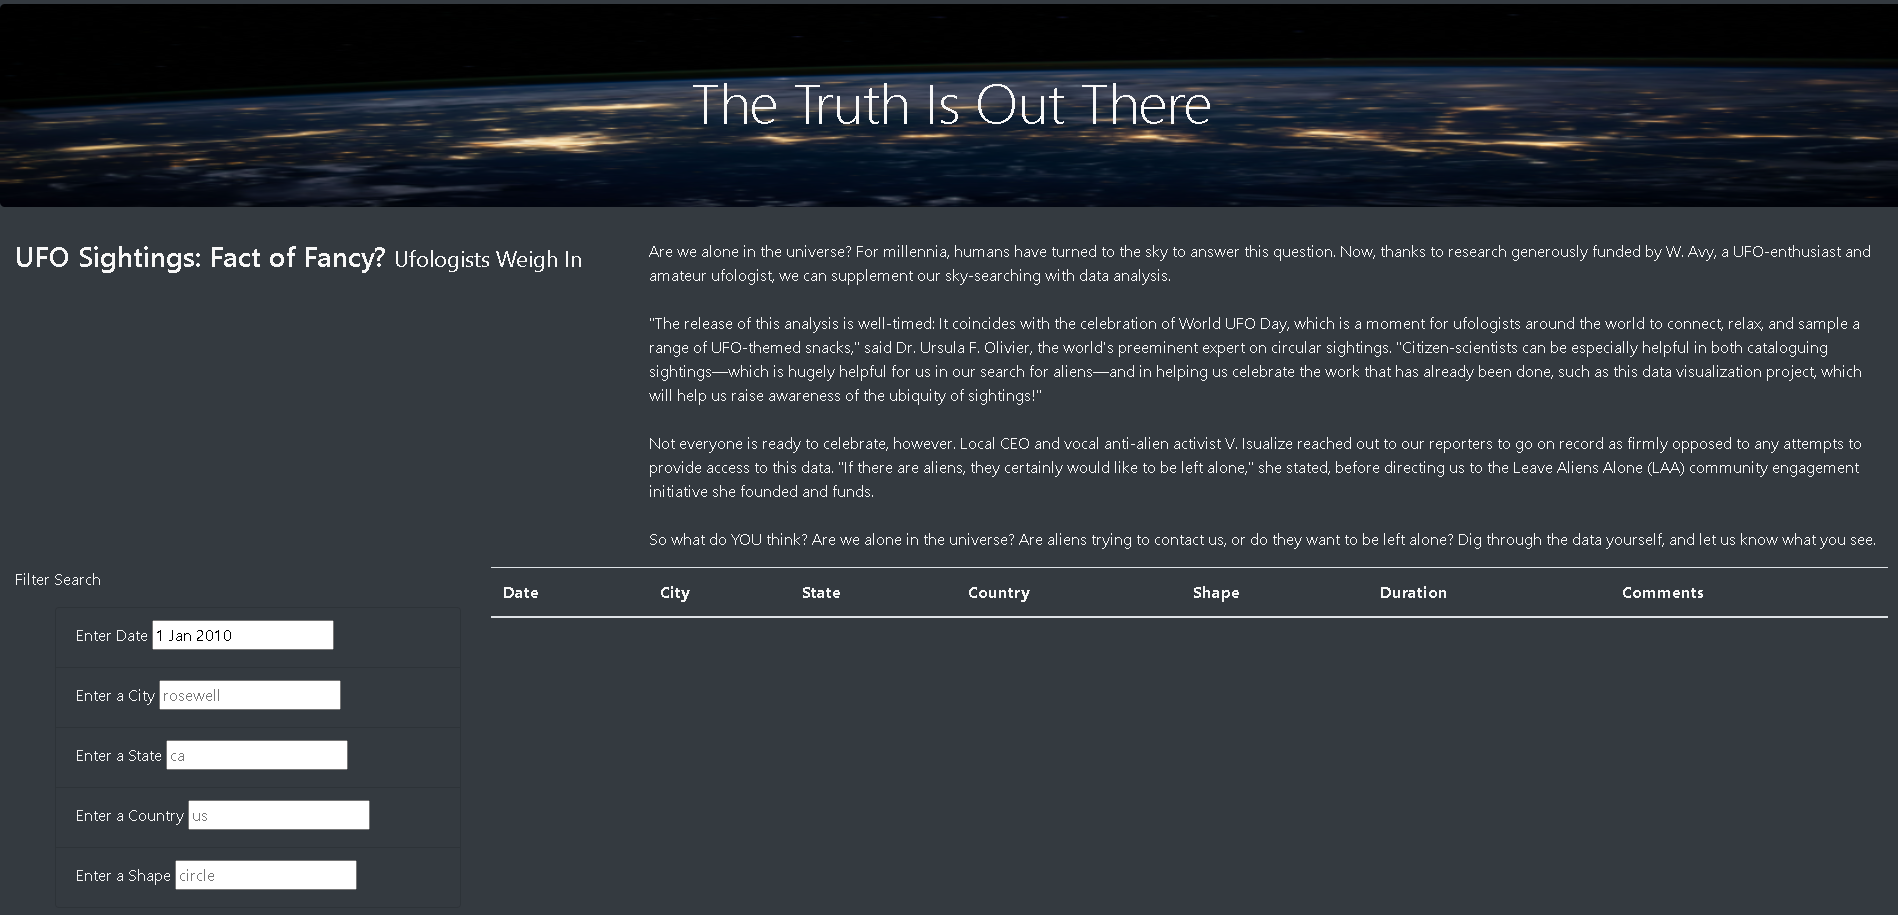 The Truth Is Out There
UFO Sightings: Fact of Fancy? Ufologists Weigh In
Are we alone in the universe? For millennia, humans have turned to the sky to answer this question. Now, thanks to research generously funded by W. Avy, a UFO-enthusiast and
amateur ufologist, we can supplement our sky-searching with data analysis.
"The release of this analysis is well-timed: It coincides with the celebration of World UFO Day, which is a moment for ufologists around the world to connect, relax, and sample a
range of UFO-themed snacks," said Dr. Ursula F. Olivier, the world's preeminent expert on circular sightings. "Citizen-scientists can be especially helpful in both cataloguing
sightings—which is hugely helpful for us in our search for aliens—and in helping us celebrate the work that has already been done, such as this data visualization project, which
will help us raise awareness of the ubiquity of sightings!"
Not everyone is ready to celebrate, however. Local CEO and vocal anti-alien activist V. Isualize reached out to our reporters to go on record as firmly opposed to any attempts to
provide access to this data. "If there are aliens, they certainly would like to be left alone," she stated, before directing us to the Leave Aliens Alone (LAA) community engagement
initiative she founded and funds.
So what do YOU think? Are we alone in the universe? Are aliens trying to contact us, or do they want to be left alone? Dig through the data yourself, and let us know what you see.
Filter Search
Enter Date 1 Jan 2010
Enter a City rosewell
Enter a State ca
Enter a Country us
Enter a Shape circle
Date City State Country Shape Duration Comments